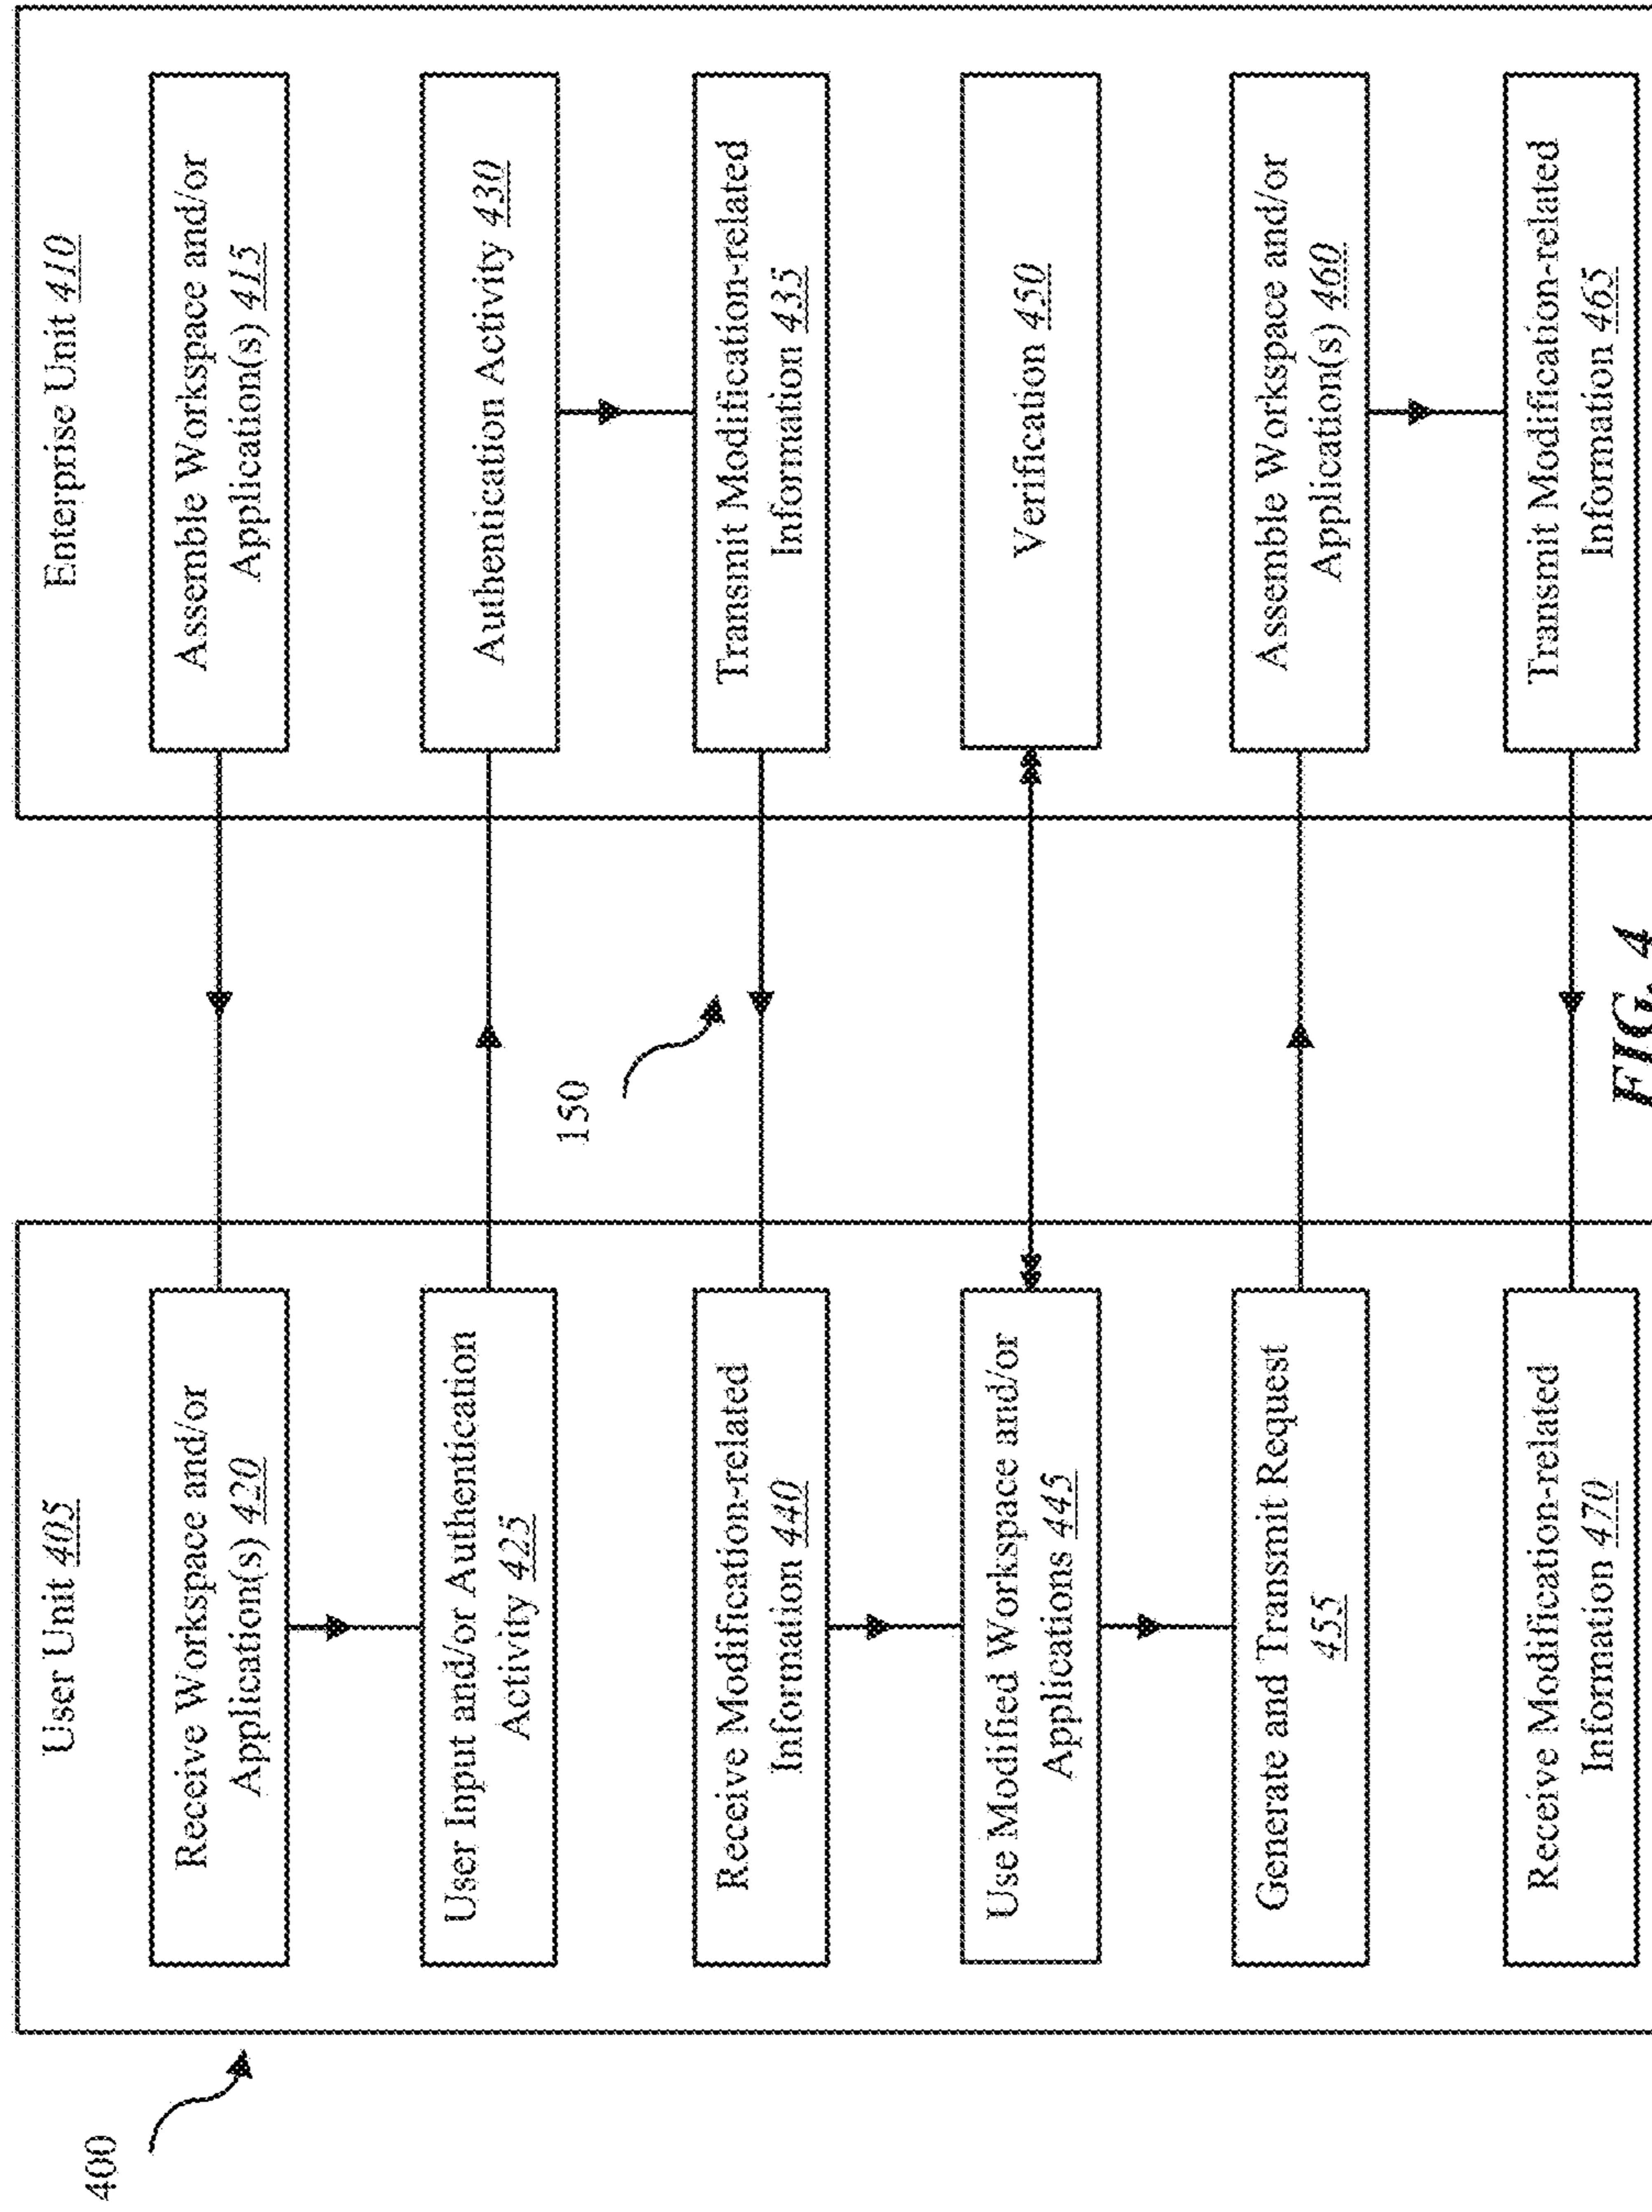 400
User Unit 405
Receive Workspace and/or
Application(s) 420
User Input and/or Authentication
Activity 425
Receive Modification-related
Information 440
Use Modified Workspace and/or
Applications 445
Generate and Transmit Request
455
Receive Modification-related
Information 470
150
Enterprise Unit 410
Assemble Workspace and/or
Application(s) 415
Authentication Activity 430
Transmit Modification-related
Information 435
Verification 450
Assemble Workspace and/or
Application(s) 460
Transmit Modification-related
Information 465
FIG. 4